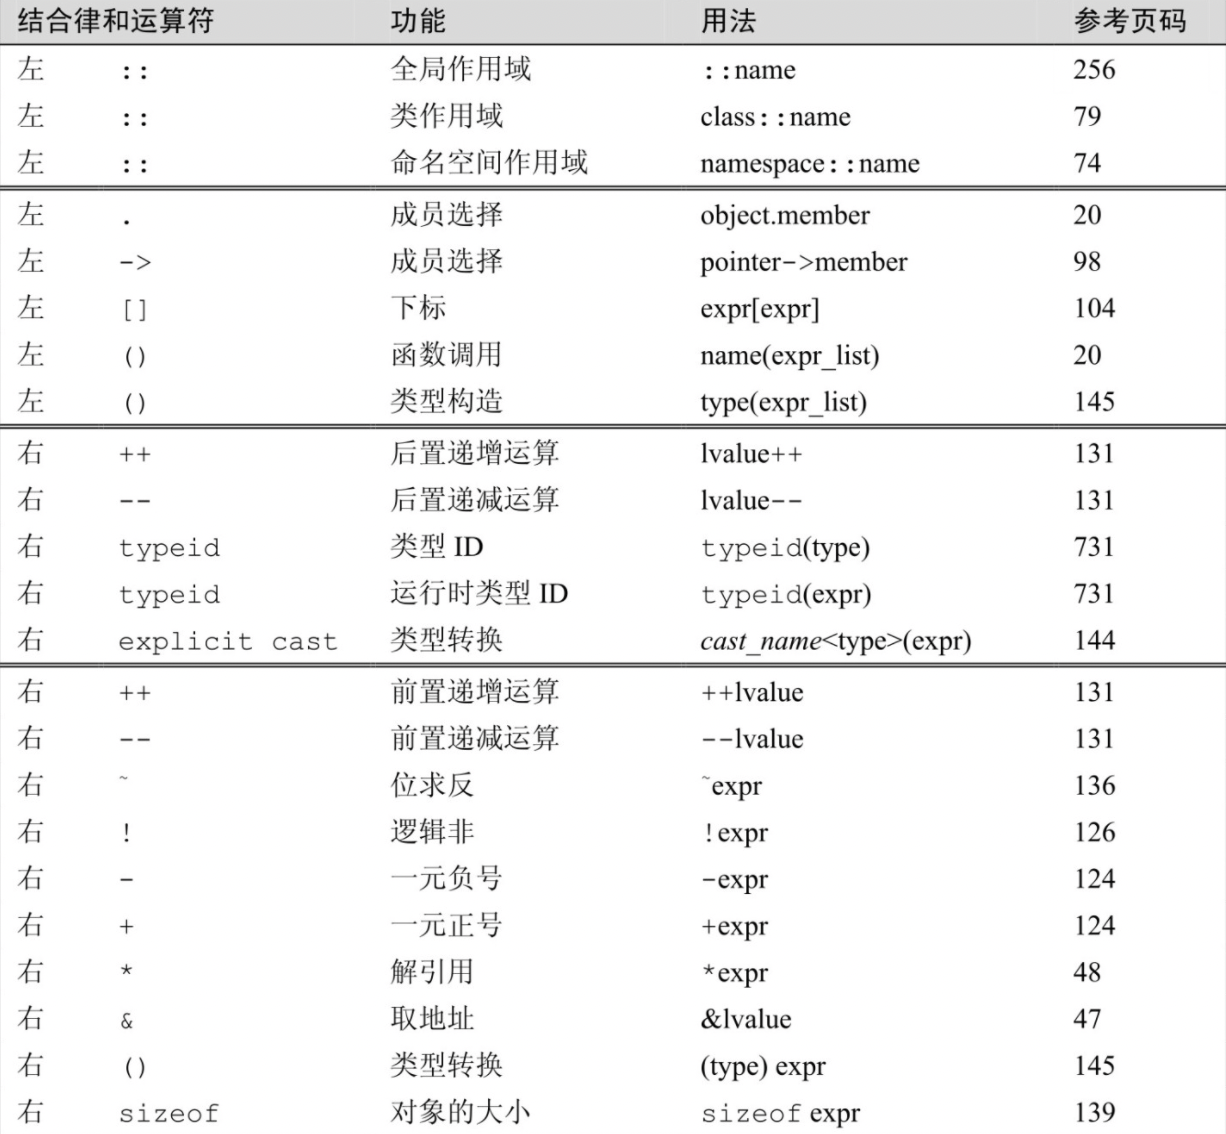 结合律和运算符 功能 用法 参考页码
左 :: 全局作用域 ::name 256
左 :: 类作用域 class::name 79
左 :: 命名空间作用域 namespace::name 74
左 . 成员选择 object.member 20
左 -> 成员选择 pointer->member 98
左 [] 下标 expr[expr] 104
左 () 函数调用 name(expr_list) 20
左 () 类型构造 type(expr_list) 145
右 ++ 后置递增运算 lvalue++ 131
右 -- 后置递减运算 lvalue-- 131
右 typeid 类型 ID typeid(type) 731
右 typeid 运行时类型 ID typeid(expr) 731
右 explicit cast 类型转换 cast_name<type>(expr) 144
右 ++ 前置递增运算 ++lvalue 131
右 -- 前置递减运算 --lvalue 131
右 ~ 位求反 ~expr 136
右 ! 逻辑非 !expr 126
右 - 一元负号 -expr 124
右 + 一元正号 +expr 124
右 * 解引用 *expr 48
右 & 取地址 &lvalue 47
右 () 类型转换 (type) expr 145
右 sizeof 对象的大小 sizeof expr 139